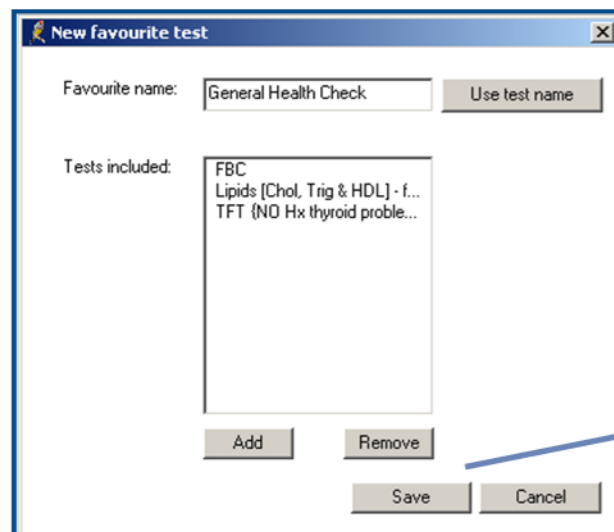 New favourite test
Favourite name: General Health Check Use test name
Tests included:
FBC
Lipids [Chol, Trig & HDL] - f...
TFT {NO Hx thyroid proble...
Add Remove
Save Cancel